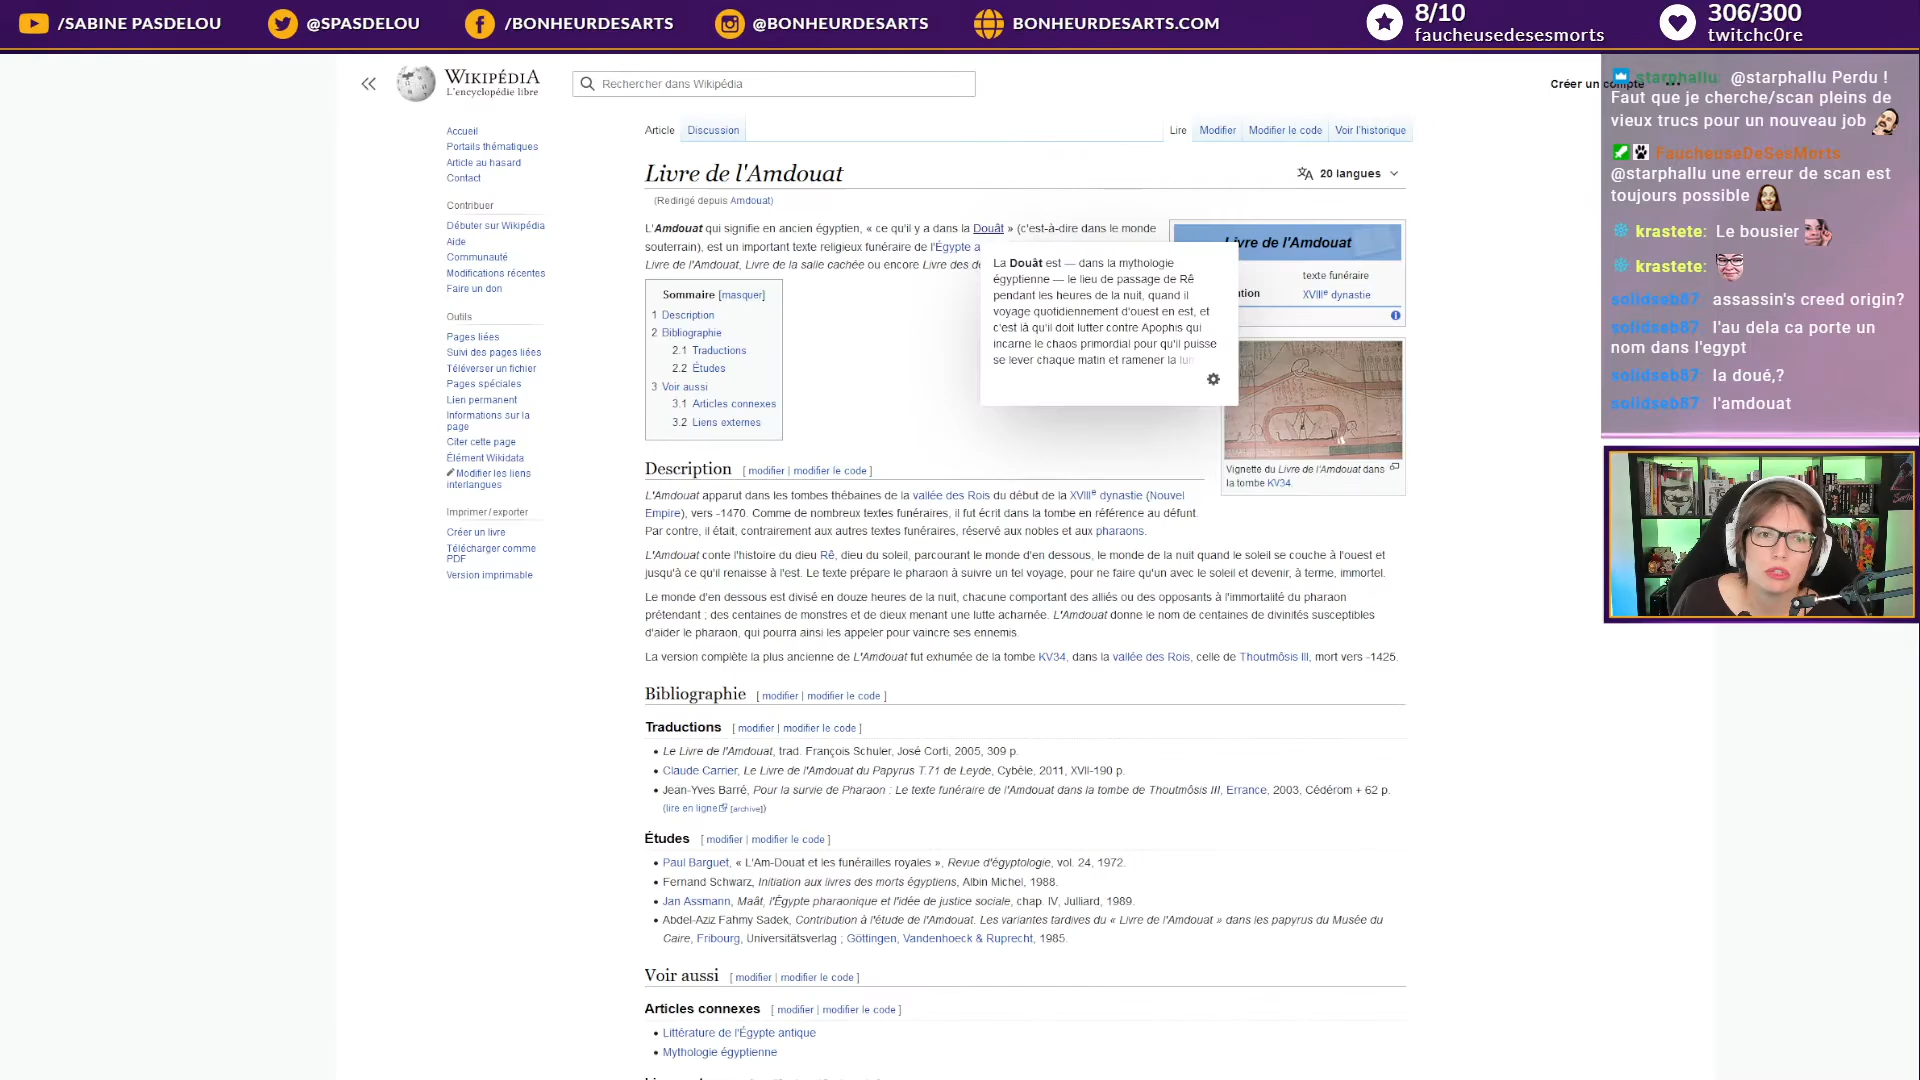 /SABINE PASDELOU
@SPASDELOU
/BONHEURDESARTS
@BONHEURDESARTS
BONHEURDESARTS.COM
8/10
faucheusedesesmorts
306/300
twitchc0re
WIKIPÉDIA
L'encyclopédie libre
Rechercher dans Wikipédia
Créer un compte
Accueil
Portails thématiques
Article au hasard
Contact
Contribuer
Débuter sur Wikipédia
Aide
Communauté
Modifications récentes
Faire un don
Outils
Pages liées
Suivi des pages liées
Téléverser un fichier
Pages spéciales
Lien permanent
Informations sur la
page
Citer cette page
Élément Wikidata
Modifier les liens
interlangues
Imprimer / exporter
Créer un livre
Télécharger comme
PDF
Version imprimable
Article Discussion
Lire Modifier Modifier le code Voir l'historique
Livre de l'Amdouat
20 langues
(Redirigé depuis Amdouat)
L'Amdouat qui signifie en ancien égyptien, « ce qu'il y a dans la Douât » (c'est-à-dire dans le monde
souterrain), est un important texte religieux funéraire de l'Égypte a
Livre de l'Amdouat, Livre de la salle cachée ou encore Livre des de
La Douât est — dans la mythologie
égyptienne — le lieu de passage de Rê
pendant les heures de la nuit, quand il
voyage quotidiennement d'ouest en est, et
c'est là qu'il doit lutter contre Apophis qui
incarne le chaos primordial pour qu'il puisse
se lever chaque matin et ramener la lum
Livre de l'Amdouat
texte funéraire
ation XVIIIe dynastie
Vignette du Livre de l'Amdouat dans
la tombe KV34.
Sommaire [masquer]
1 Description
2 Bibliographie
2.1 Traductions
2.2 Études
3 Voir aussi
3.1 Articles connexes
3.2 Liens externes
Description [ modifier | modifier le code ]
L'Amdouat apparut dans les tombes thébaines de la vallée des Rois du début de la XVIIIe dynastie (Nouvel
Empire), vers -1470. Comme de nombreux textes funéraires, il fut écrit dans la tombe en référence au défunt.
Par contre, il était, contrairement aux autres textes funéraires, réservé aux nobles et aux pharaons.
L'Amdouat conte l'histoire du dieu Rê, dieu du soleil, parcourant le monde d'en dessous, le monde de la nuit quand le soleil se couche à l'ouest et
jusqu'à ce qu'il renaisse à l'est. Le texte prépare le pharaon à suivre un tel voyage, pour ne faire qu'un avec le soleil et devenir, à terme, immortel.
Le monde d'en dessous est divisé en douze heures de la nuit, chacune comportant des alliés ou des opposants à l'immortalité du pharaon
prétendant ; des centaines de monstres et de dieux menant une lutte acharnée. L'Amdouat donne le nom de centaines de divinités susceptibles
d'aider le pharaon, qui pourra ainsi les appeler pour vaincre ses ennemis.
La version complète la plus ancienne de L'Amdouat fut exhumée de la tombe KV34, dans la vallée des Rois, celle de Thoutmôsis III, mort vers -1425.
Bibliographie [ modifier | modifier le code ]
Traductions [ modifier | modifier le code ]
• Le Livre de l'Amdouat, trad. François Schuler, José Corti, 2005, 309 p.
• Claude Carrier, Le Livre de l'Amdouat du Papyrus T.71 de Leyde, Cybèle, 2011, XVII-190 p.
• Jean-Yves Barré, Pour la survie de Pharaon : Le texte funéraire de l'Amdouat dans la tombe de Thoutmôsis III, Errance, 2003, Cédérom + 62 p.
(lire en ligne [archive])
Études [ modifier | modifier le code ]
• Paul Barguet, « L'Am-Douat et les funérailles royales », Revue d'égyptologie, vol. 24, 1972.
• Fernand Schwarz, Initiation aux livres des morts égyptiens, Albin Michel, 1988.
• Jan Assmann, Maât, l'Égypte pharaonique et l'idée de justice sociale, chap. IV, Julliard, 1989.
• Abdel-Aziz Fahmy Sadek, Contribution à l'étude de l'Amdouat. Les variantes tardives du « Livre de l'Amdouat » dans les papyrus du Musée du
Caire, Fribourg, Universitätsverlag ; Göttingen, Vandenhoeck & Ruprecht, 1985.
Voir aussi [ modifier | modifier le code ]
Articles connexes [ modifier | modifier le code ]
• Littérature de l'Égypte antique
• Mythologie égyptienne
starphallu: @starphallu Perdu !
Faut que je cherche/scan pleins de
vieux trucs pour un nouveau job
FaucheuseDeSesMorts
@starphallu une erreur de scan est
toujours possible
krastete: Le bousier
krastete:
solidseb87 assassin's creed origin?
solidseb87 l'au dela ca porte un
nom dans l'egypt
solidseb87 la doué,?
solidseb87 l'amdouat